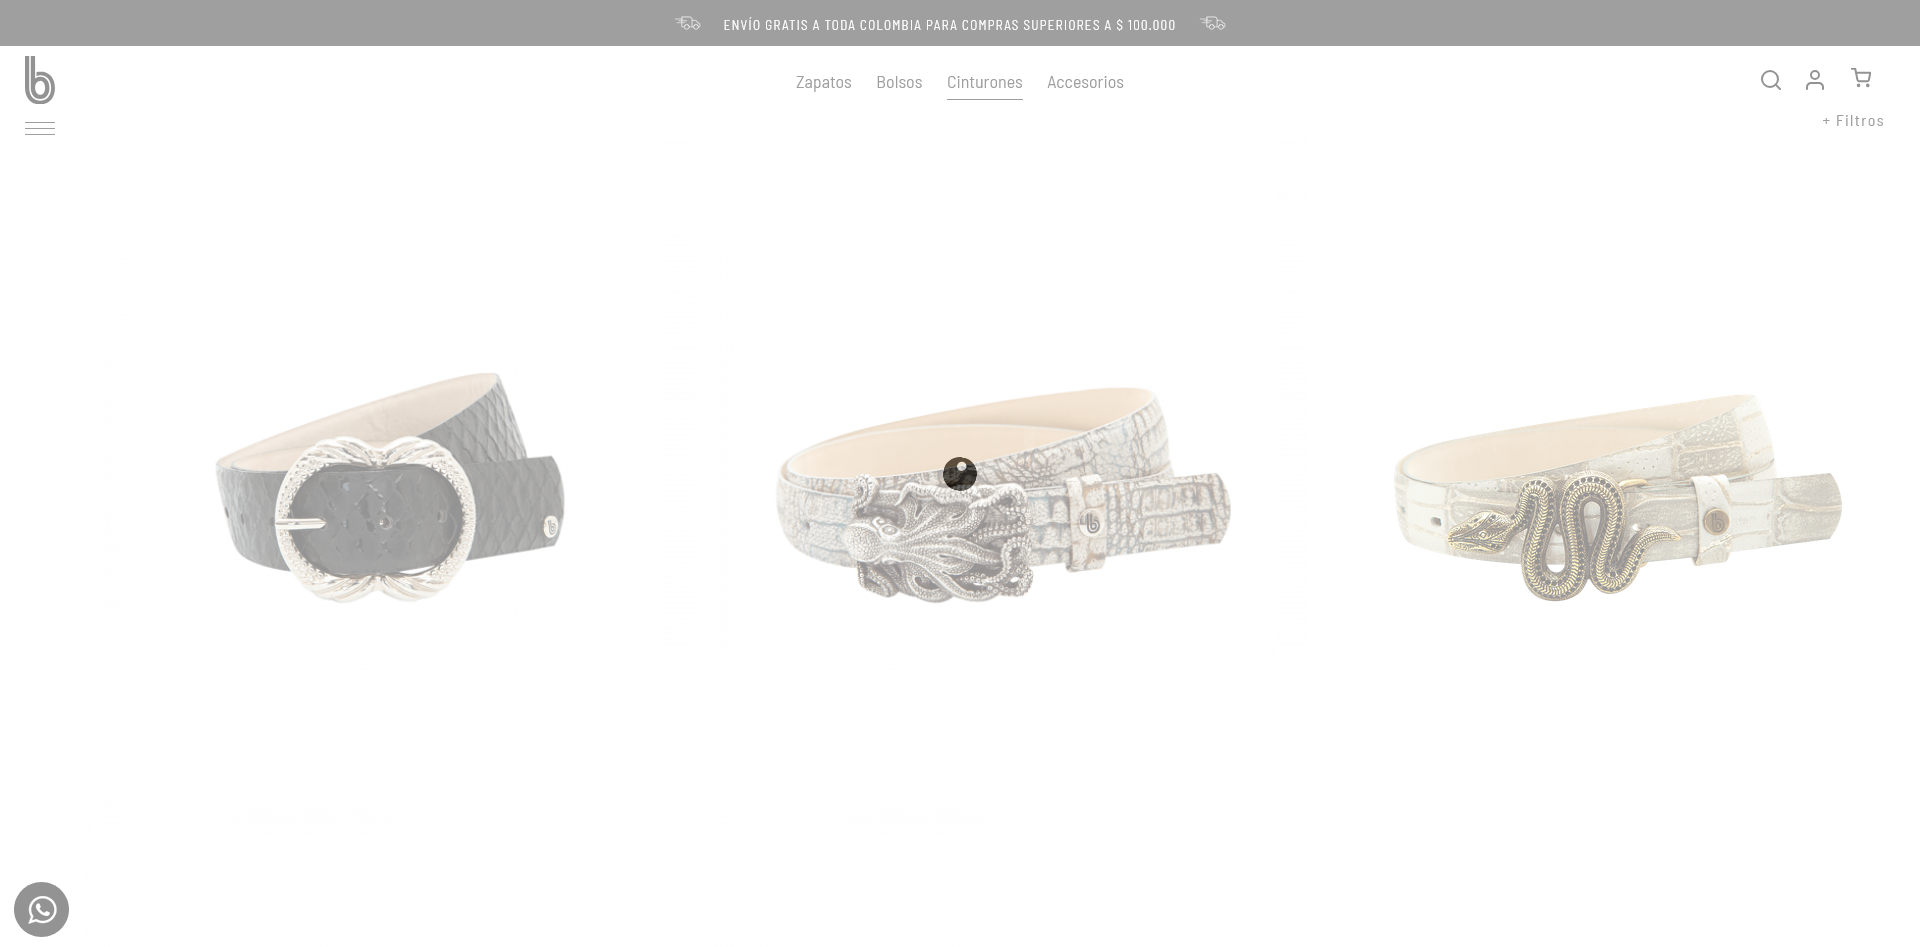 ENVÍO GRATIS A TODA COLOMBIA PARA COMPRAS SUPERIORES A $ 100.000
b
Zapatos Bolsos Cinturones Accesorios
+ Filtros